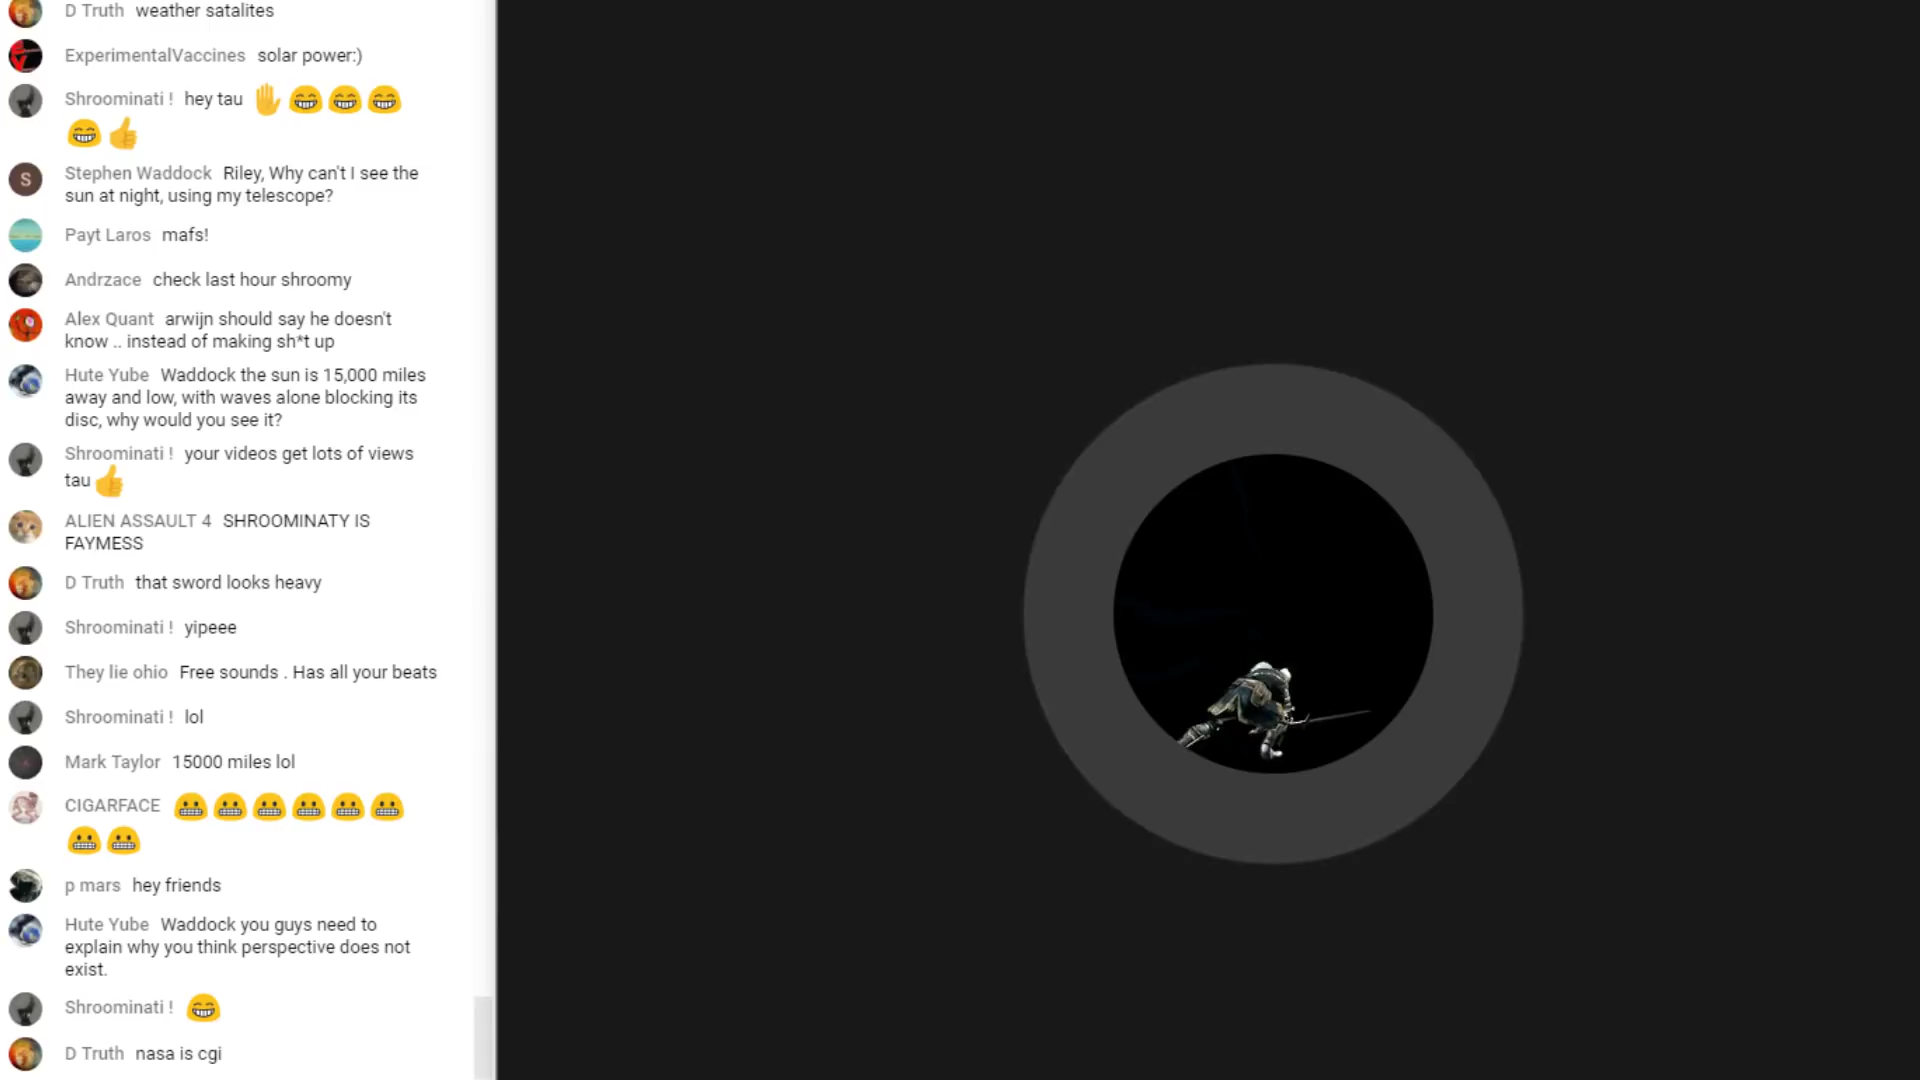 D Truth weather satalites
ExperimentalVaccines solar power:)
Shroominati ! hey tau ✋😁😁😁
😁👍
S
Stephen Waddock Riley, Why can't I see the
sun at night, using my telescope?
Payt Laros mafs!
Andrzace check last hour shroomy
Alex Quant arwijn should say he doesn't
know .. instead of making sh*t up
Hute Yube Waddock the sun is 15,000 miles
away and low, with waves alone blocking its
disc, why would you see it?
Shroominati ! your videos get lots of views
tau👍
ALIEN ASSAULT 4 SHROOMINATY IS
FAYMESS
D Truth that sword looks heavy
Shroominati ! yipeee
They lie ohio Free sounds . Has all your beats
Shroominati ! lol
Mark Taylor 15000 miles lol
CIGARFACE 😬😬😬😬😬😬
😬😬
p mars hey friends
Hute Yube Waddock you guys need to
explain why you think perspective does not
exist.
Shroominati ! 😁
D Truth nasa is cgi